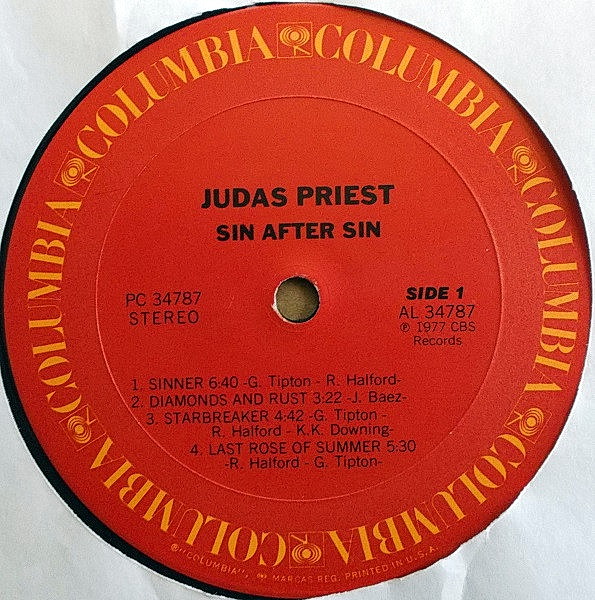 COLUMBIA COLUMBIA COLUMBIA COLUMBIA COLUMBIA COLUMBIA
JUDAS PRIEST
SIN AFTER SIN
PC 34787
STEREO
SIDE 1
AL 34787
℗ 1977 CBS
Records
1. SINNER 6:40 -G. Tipton - R. Halford-
2. DIAMONDS AND RUST 3:22 -J. Baez-
3. STARBREAKER 4:42 -G. Tipton -
R. Halford - K.K. Downing-
4. LAST ROSE OF SUMMER 5:30
-R. Halford - G. Tipton-
®"COLUMBIA", MARCAS REG. PRINTED IN U.S.A.